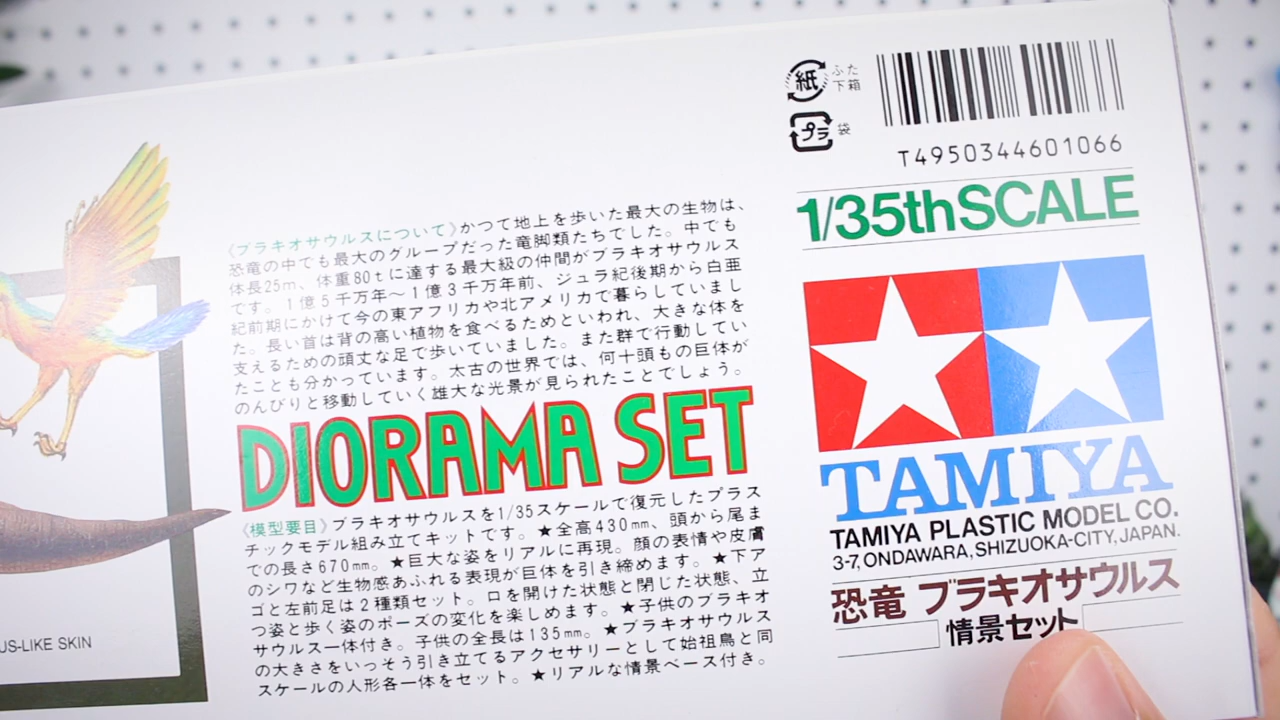 《ブラキオサウルスについて》かつて地上を歩いた最大の生物は、
恐竜の中でも最大のグループだった竜脚類たちでした。中でも
体長25m、体重80tに達する最大級の仲間がブラキオサウルス
です。1億5千万年〜1億3千万年前、ジュラ紀後期から白亜
紀前期にかけて今の東アフリカや北アメリカで暮らしていまし
た。長い首は背の高い植物を食べるためといわれ、大きな体を
支えるための頑丈な足で歩いていました。また群で行動してい
たことも分かっています。太古の世界では、何十頭もの巨体が
のんびりと移動していく雄大な光景が見られたことでしょう。
DIORAMA SET
《模型要目》ブラキオサウルスを1/35スケールで復元したプラス
チックモデル組み立てキットです。★全高430mm、頭から尾ま
での長さ670mm。★巨大な姿をリアルに再現。顔の表情や皮膚
のシワなど生物感あふれる表現が巨体を引き締めます。★下ア
ゴと左前足は2種類セット。口を開けた状態と閉じた状態、立
つ姿と歩く姿のポーズの変化を楽しめます。★子供のブラキオ
サウルス一体付き。子供の全長は135mm。★ブラキオサウルス
の大きさをいっそう引き立てるアクセサリーとして始祖鳥と同
スケールの人形各一体をセット。★リアルな情景ベース付き。
US-LIKE SKIN
紙 ふた
下箱
プラ 袋
T4950344601066
1/35th SCALE
TAMIYA
TAMIYA PLASTIC MODEL CO.
3-7, ONDAWARA, SHIZUOKA-CITY, JAPAN.
恐竜 ブラキオサウルス
情景セット